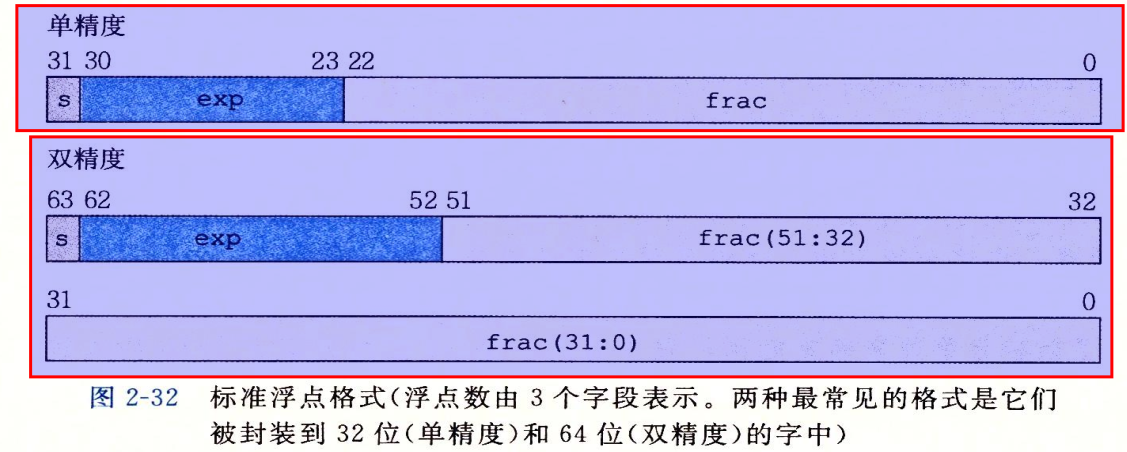 单精度
31 30 23 22 0
s exp frac
双精度
63 62 52 51 32
s exp frac(51:32)
31 0
frac(31:0)
图 2-32 标准浮点格式(浮点数由 3 个字段表示。两种最常见的格式是它们
被封装到 32 位(单精度)和 64 位(双精度)的字中)